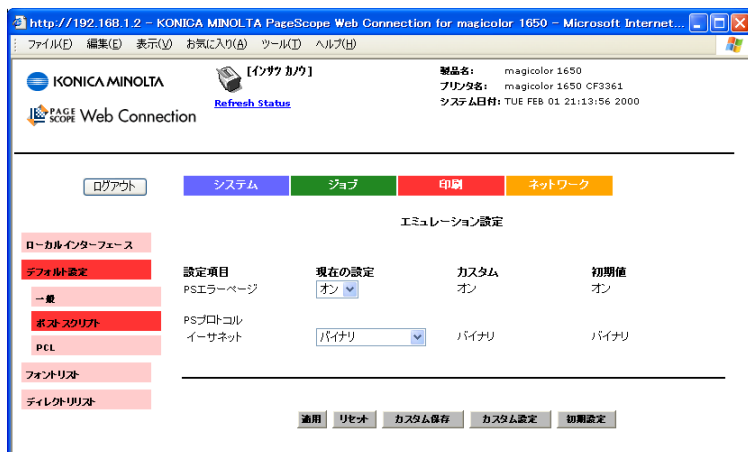 http://192.168.1.2 - KONICA MINOLTA PageScope Web Connection for magicolor 1650 - Microsoft Internet...
ファイル(F) 編集(E) 表示(V) お気に入り(A) ツール(T) ヘルプ(H)
KONICA MINOLTA
PAGE SCOPE Web Connection
[インサツ カノウ]
Refresh Status
製品名: magicolor 1650
プリンタ名: magicolor 1650 CF3361
システム日付: TUE FEB 01 21:13:56 2000
ログアウト
システム ジョブ 印刷 ネットワーク
ローカルインターフェース
デフォルト設定
一般
ポストスクリプト
PCL
フォントリスト
ディレクトリリスト
エミュレーション設定
設定項目 現在の設定 カスタム 初期値
PSエラーページ オン オン オン
PSプロトコル
イーサネット バイナリ バイナリ バイナリ
適用 リセット カスタム保存 カスタム設定 初期設定